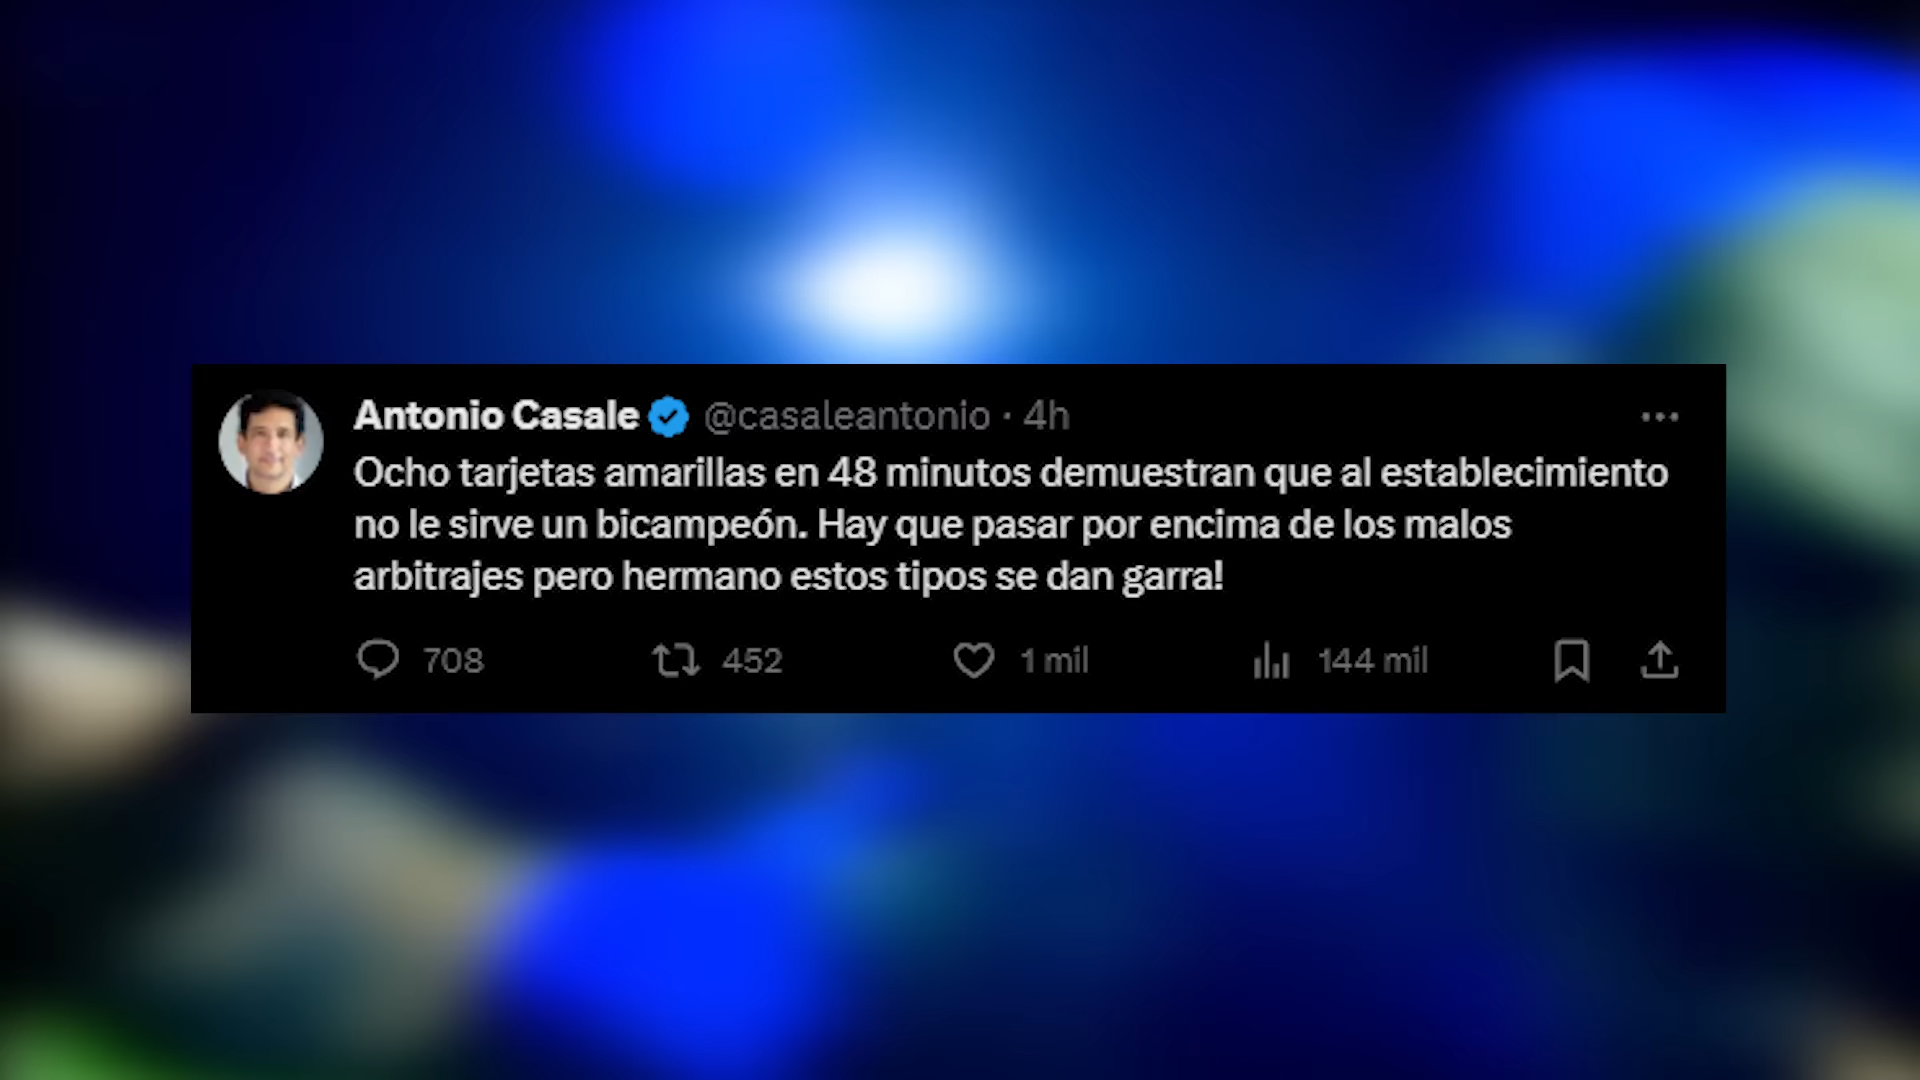 Antonio Casale @casaleantonio · 4h
Ocho tarjetas amarillas en 48 minutos demuestran que al establecimiento
no le sirve un bicampeón. Hay que pasar por encima de los malos
arbitrajes pero hermano estos tipos se dan garra!
708 452 1 mil 144 mil